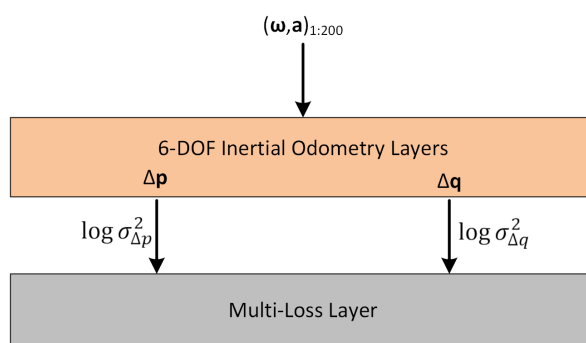 (ω,a)1:200
6-DOF Inertial Odometry Layers
Δp Δq
log σ²Δp log σ²Δq
Multi-Loss Layer